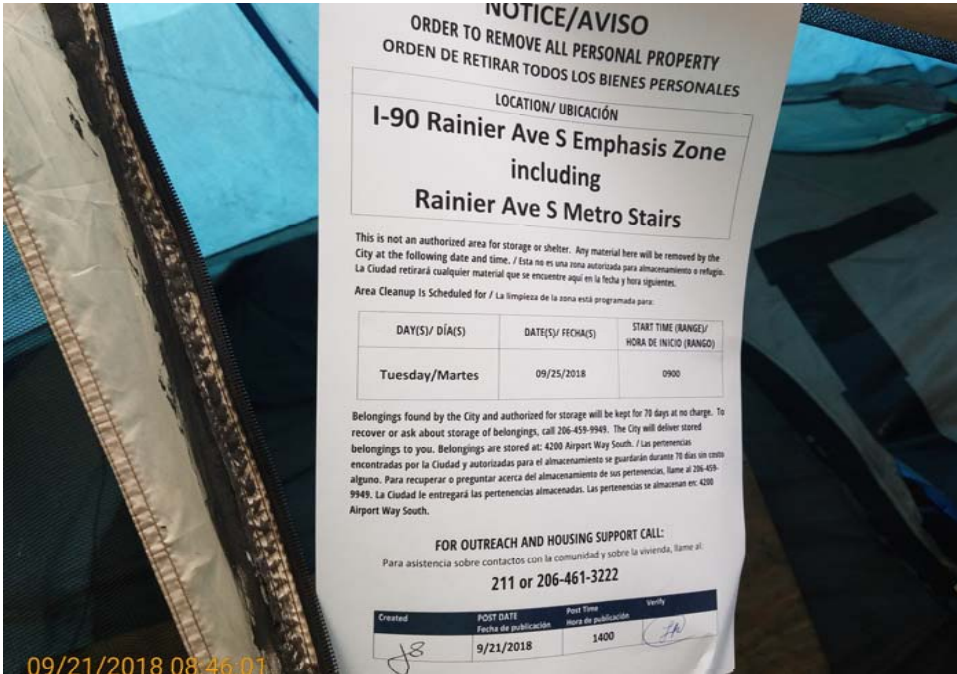 NOTICE/AVISO
ORDER TO REMOVE ALL PERSONAL PROPERTY
ORDEN DE RETIRAR TODOS LOS BIENES PERSONALES
LOCATION/ UBICACIÓN
I-90 Rainier Ave S Emphasis Zone
including
Rainier Ave S Metro Stairs
This is not an authorized area for storage or shelter. Any material here will be removed by the
City at the following date and time. / Esta no es una zona autorizada para almacenamiento o refugio.
La Ciudad retirará cualquier material que se encuentre aquí en la fecha y hora siguientes.
Area Cleanup Is Scheduled for / La limpieza de la zona está programada para:
DAY(S)/ DÍA(S) DATE(S)/ FECHA(S) START TIME (RANGE)/
HORA DE INICIO (RANGO)
Tuesday/Martes 09/25/2018 0900
Belongings found by the City and authorized for storage will be kept for 70 days at no charge. To
recover or ask about storage of belongings, call 206-459-9949. The City will deliver stored
belongings to you. Belongings are stored at: 4200 Airport Way South. / Las pertenencias
encontradas por la Ciudad y autorizadas para el almacenamiento se guardarán durante 70 días sin costo
alguno. Para recuperar o preguntar acerca del almacenamiento de sus pertenencias, llame al 206-459-
9949. La Ciudad le entregará las pertenencias almacenadas. Las pertenencias se almacenan en: 4200
Airport Way South.
FOR OUTREACH AND HOUSING SUPPORT CALL:
Para asistencia sobre contactos con la comunidad y sobre la vivienda, llame al:
211 or 206-461-3222
Created POST DATE Post Time Verify
Fecha de publicación Hora de publicación
JS 9/21/2018 1400
09/21/2018 08:46:01